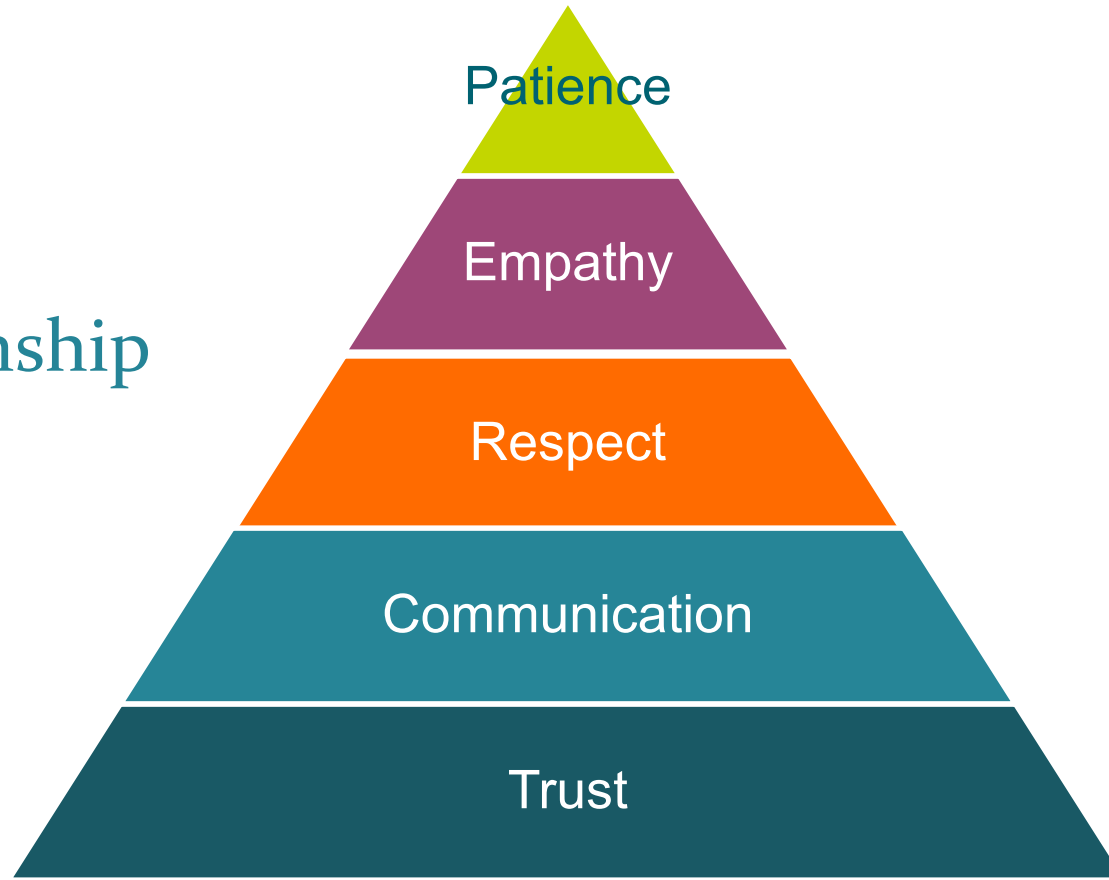 Patience
Empathy
nship
Respect
Communication
Trust